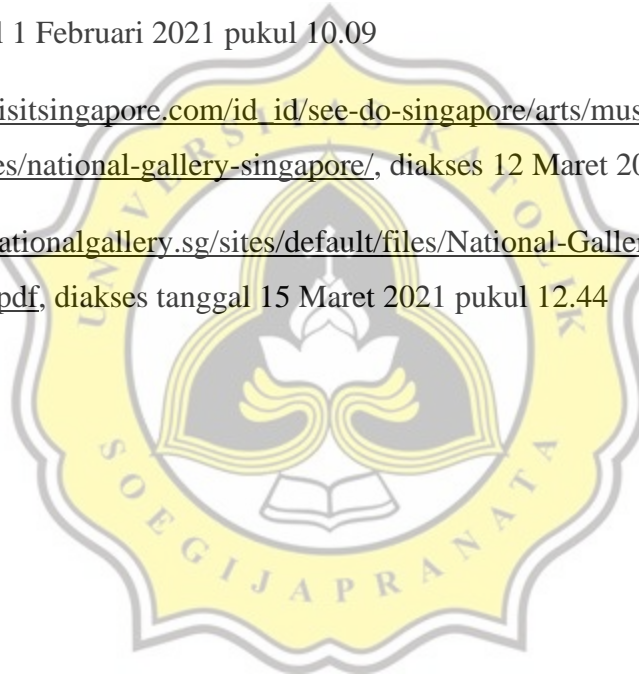 l 1 Februari 2021 pukul 10.09
isitsingapore.com/id_id/see-do-singapore/arts/mus
es/national-gallery-singapore/, diakses 12 Maret 20
ationalgallery.sg/sites/default/files/National-Galler
pdf, diakses tanggal 15 Maret 2021 pukul 12.44
UNIVERSITAS KATOLIK
SOEGIJAPRANATA